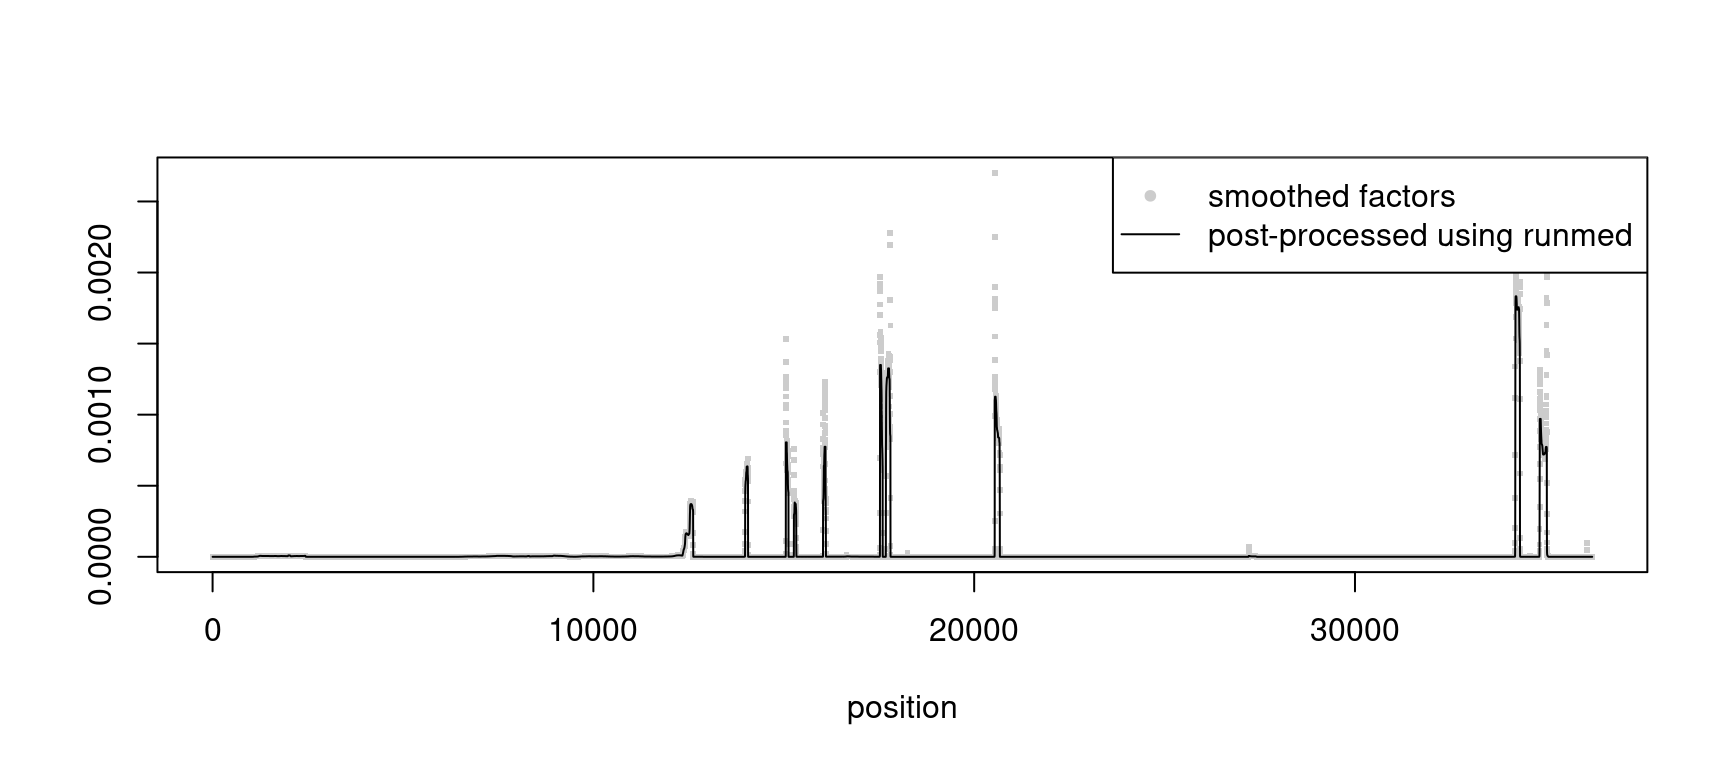 smoothed factors
post-processed using runmed
0.0020
0.0010
0.0000
0 10000 20000 30000
position